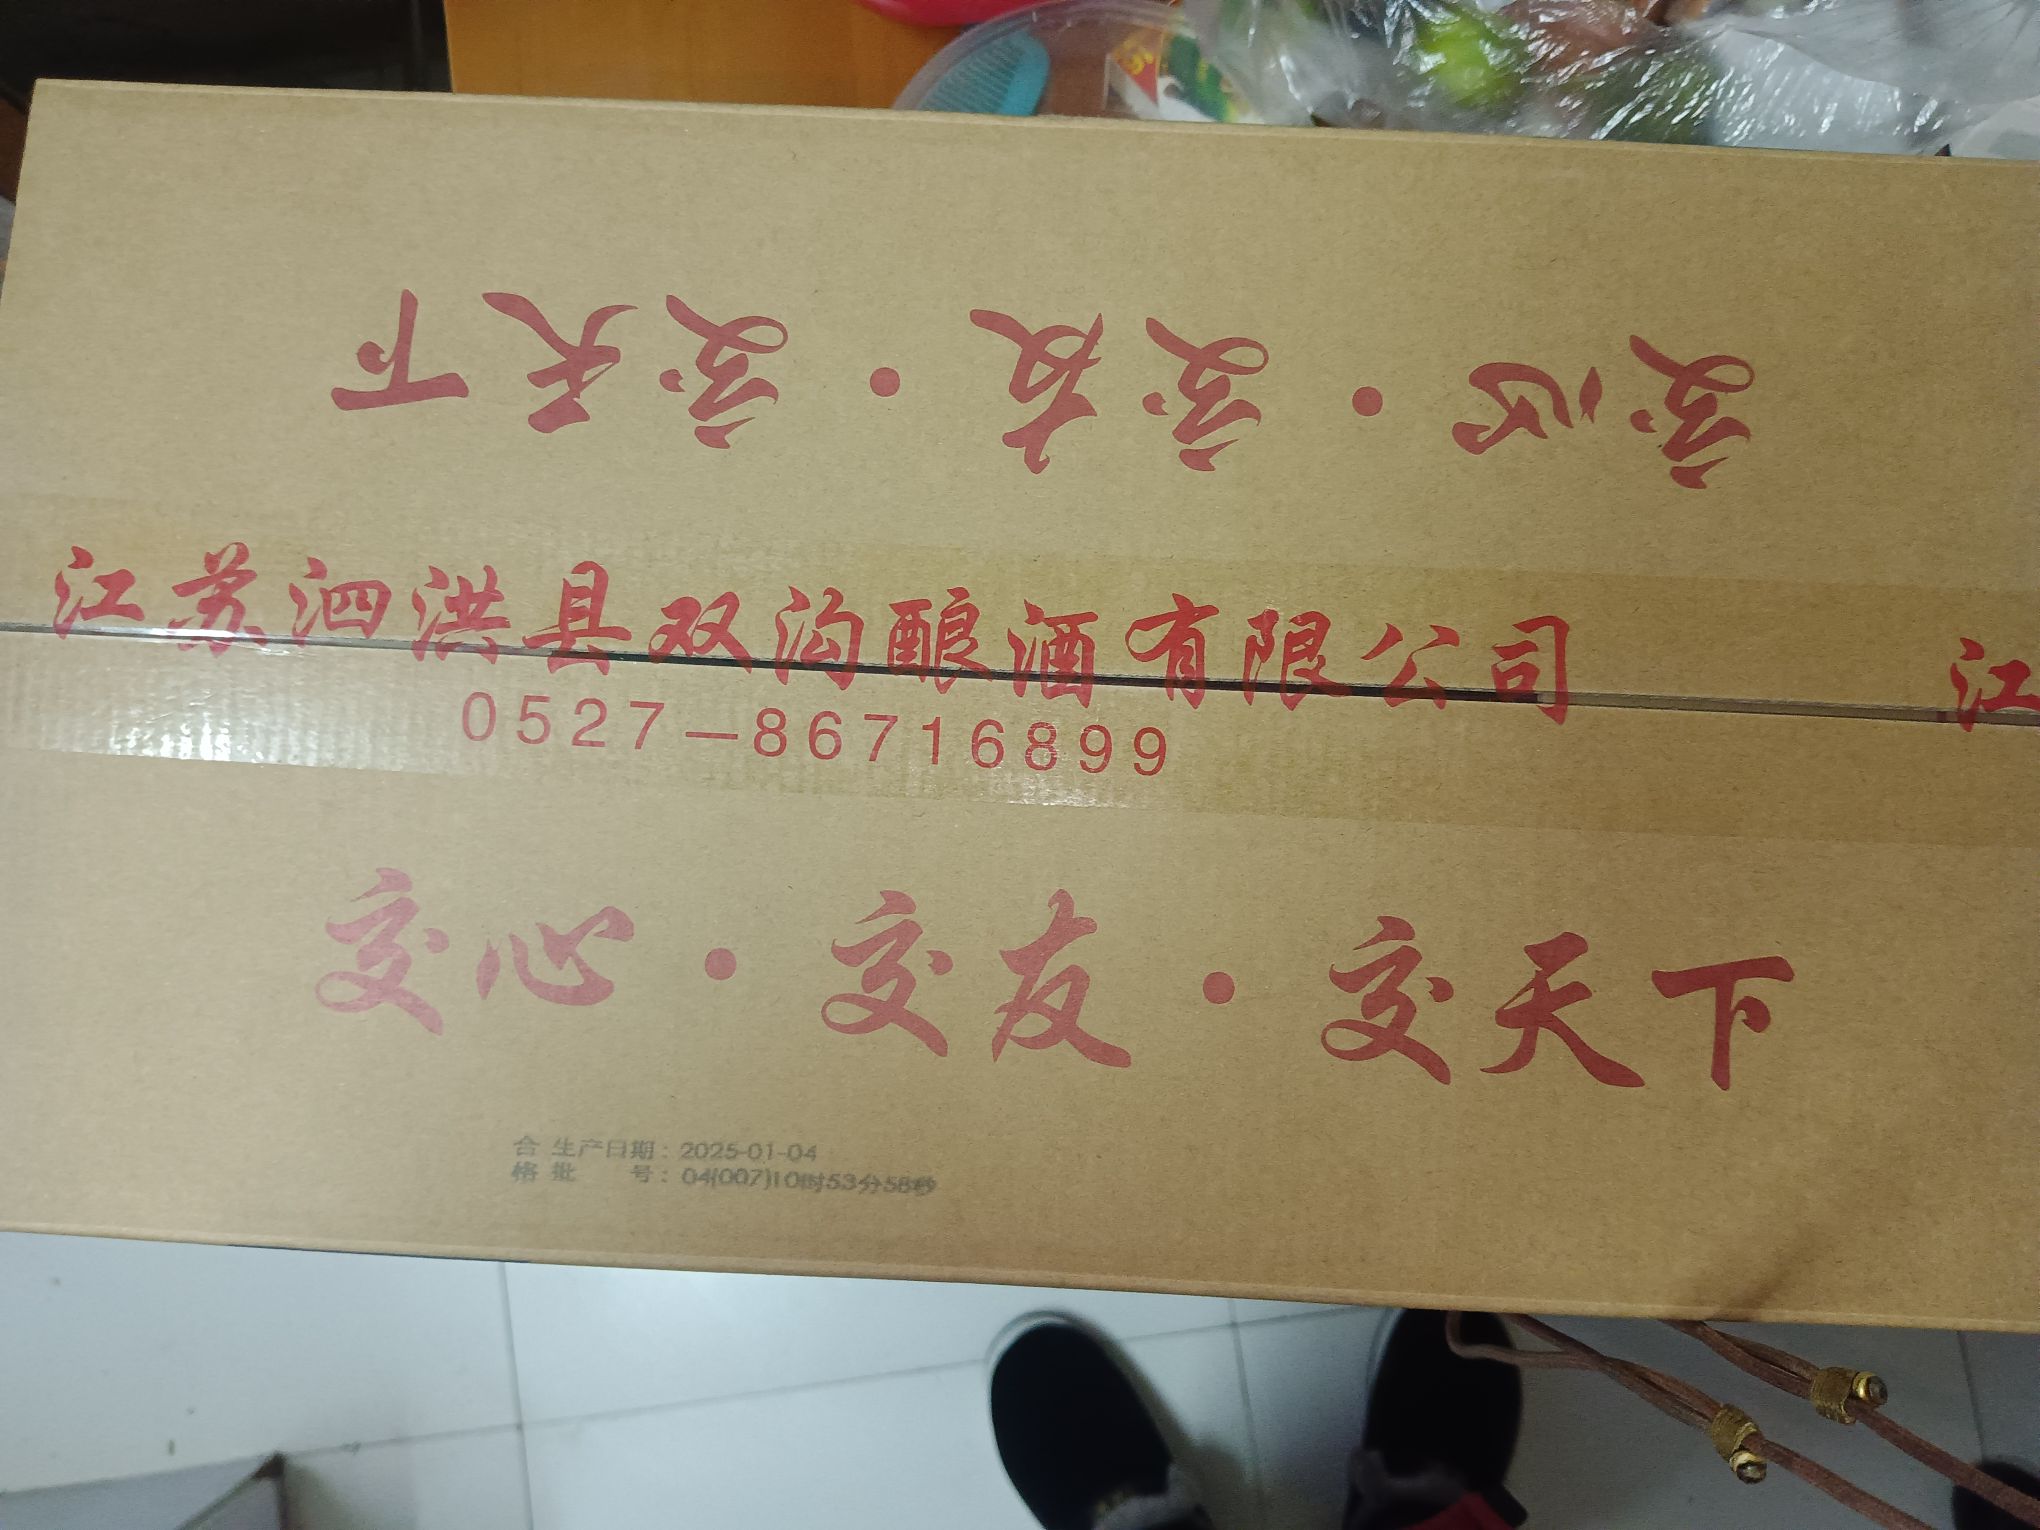 交心·交友·交天下
江苏泗洪县双沟酿酒有限公司 江
0527-86716899
交心·交友·交天下
合 生产日期：2025-01-04
格 批 号：04(007)10时53分58秒